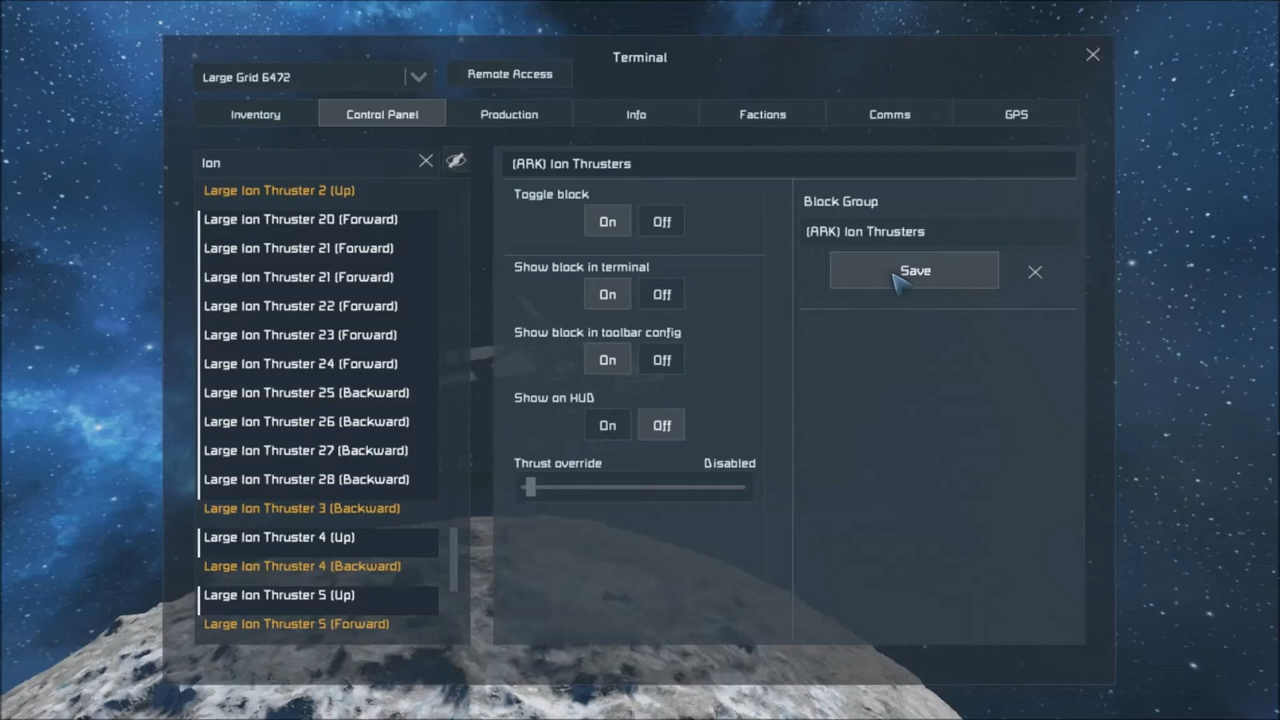 Terminal
Large Grid 6472
Remote Access
Inventory
Control Panel
Production
Info
Factions
Comms
GPS
Ion
Large Ion Thruster 2 (Up)
Large Ion Thruster 20 (Forward)
Large Ion Thruster 21 (Forward)
Large Ion Thruster 21 (Forward)
Large Ion Thruster 22 (Forward)
Large Ion Thruster 23 (Forward)
Large Ion Thruster 24 (Forward)
Large Ion Thruster 25 (Backward)
Large Ion Thruster 26 (Backward)
Large Ion Thruster 27 (Backward)
Large Ion Thruster 28 (Backward)
Large Ion Thruster 3 (Backward)
Large Ion Thruster 4 (Up)
Large Ion Thruster 4 (Backward)
Large Ion Thruster 5 (Up)
Large Ion Thruster 5 (Forward)
(ARK) Ion Thrusters
Toggle block
On Off
Show block in terminal
On Off
Show block in toolbar config
On Off
Show on HUD
On Off
Thrust override Disabled
Block Group
(ARK) Ion Thrusters
Save